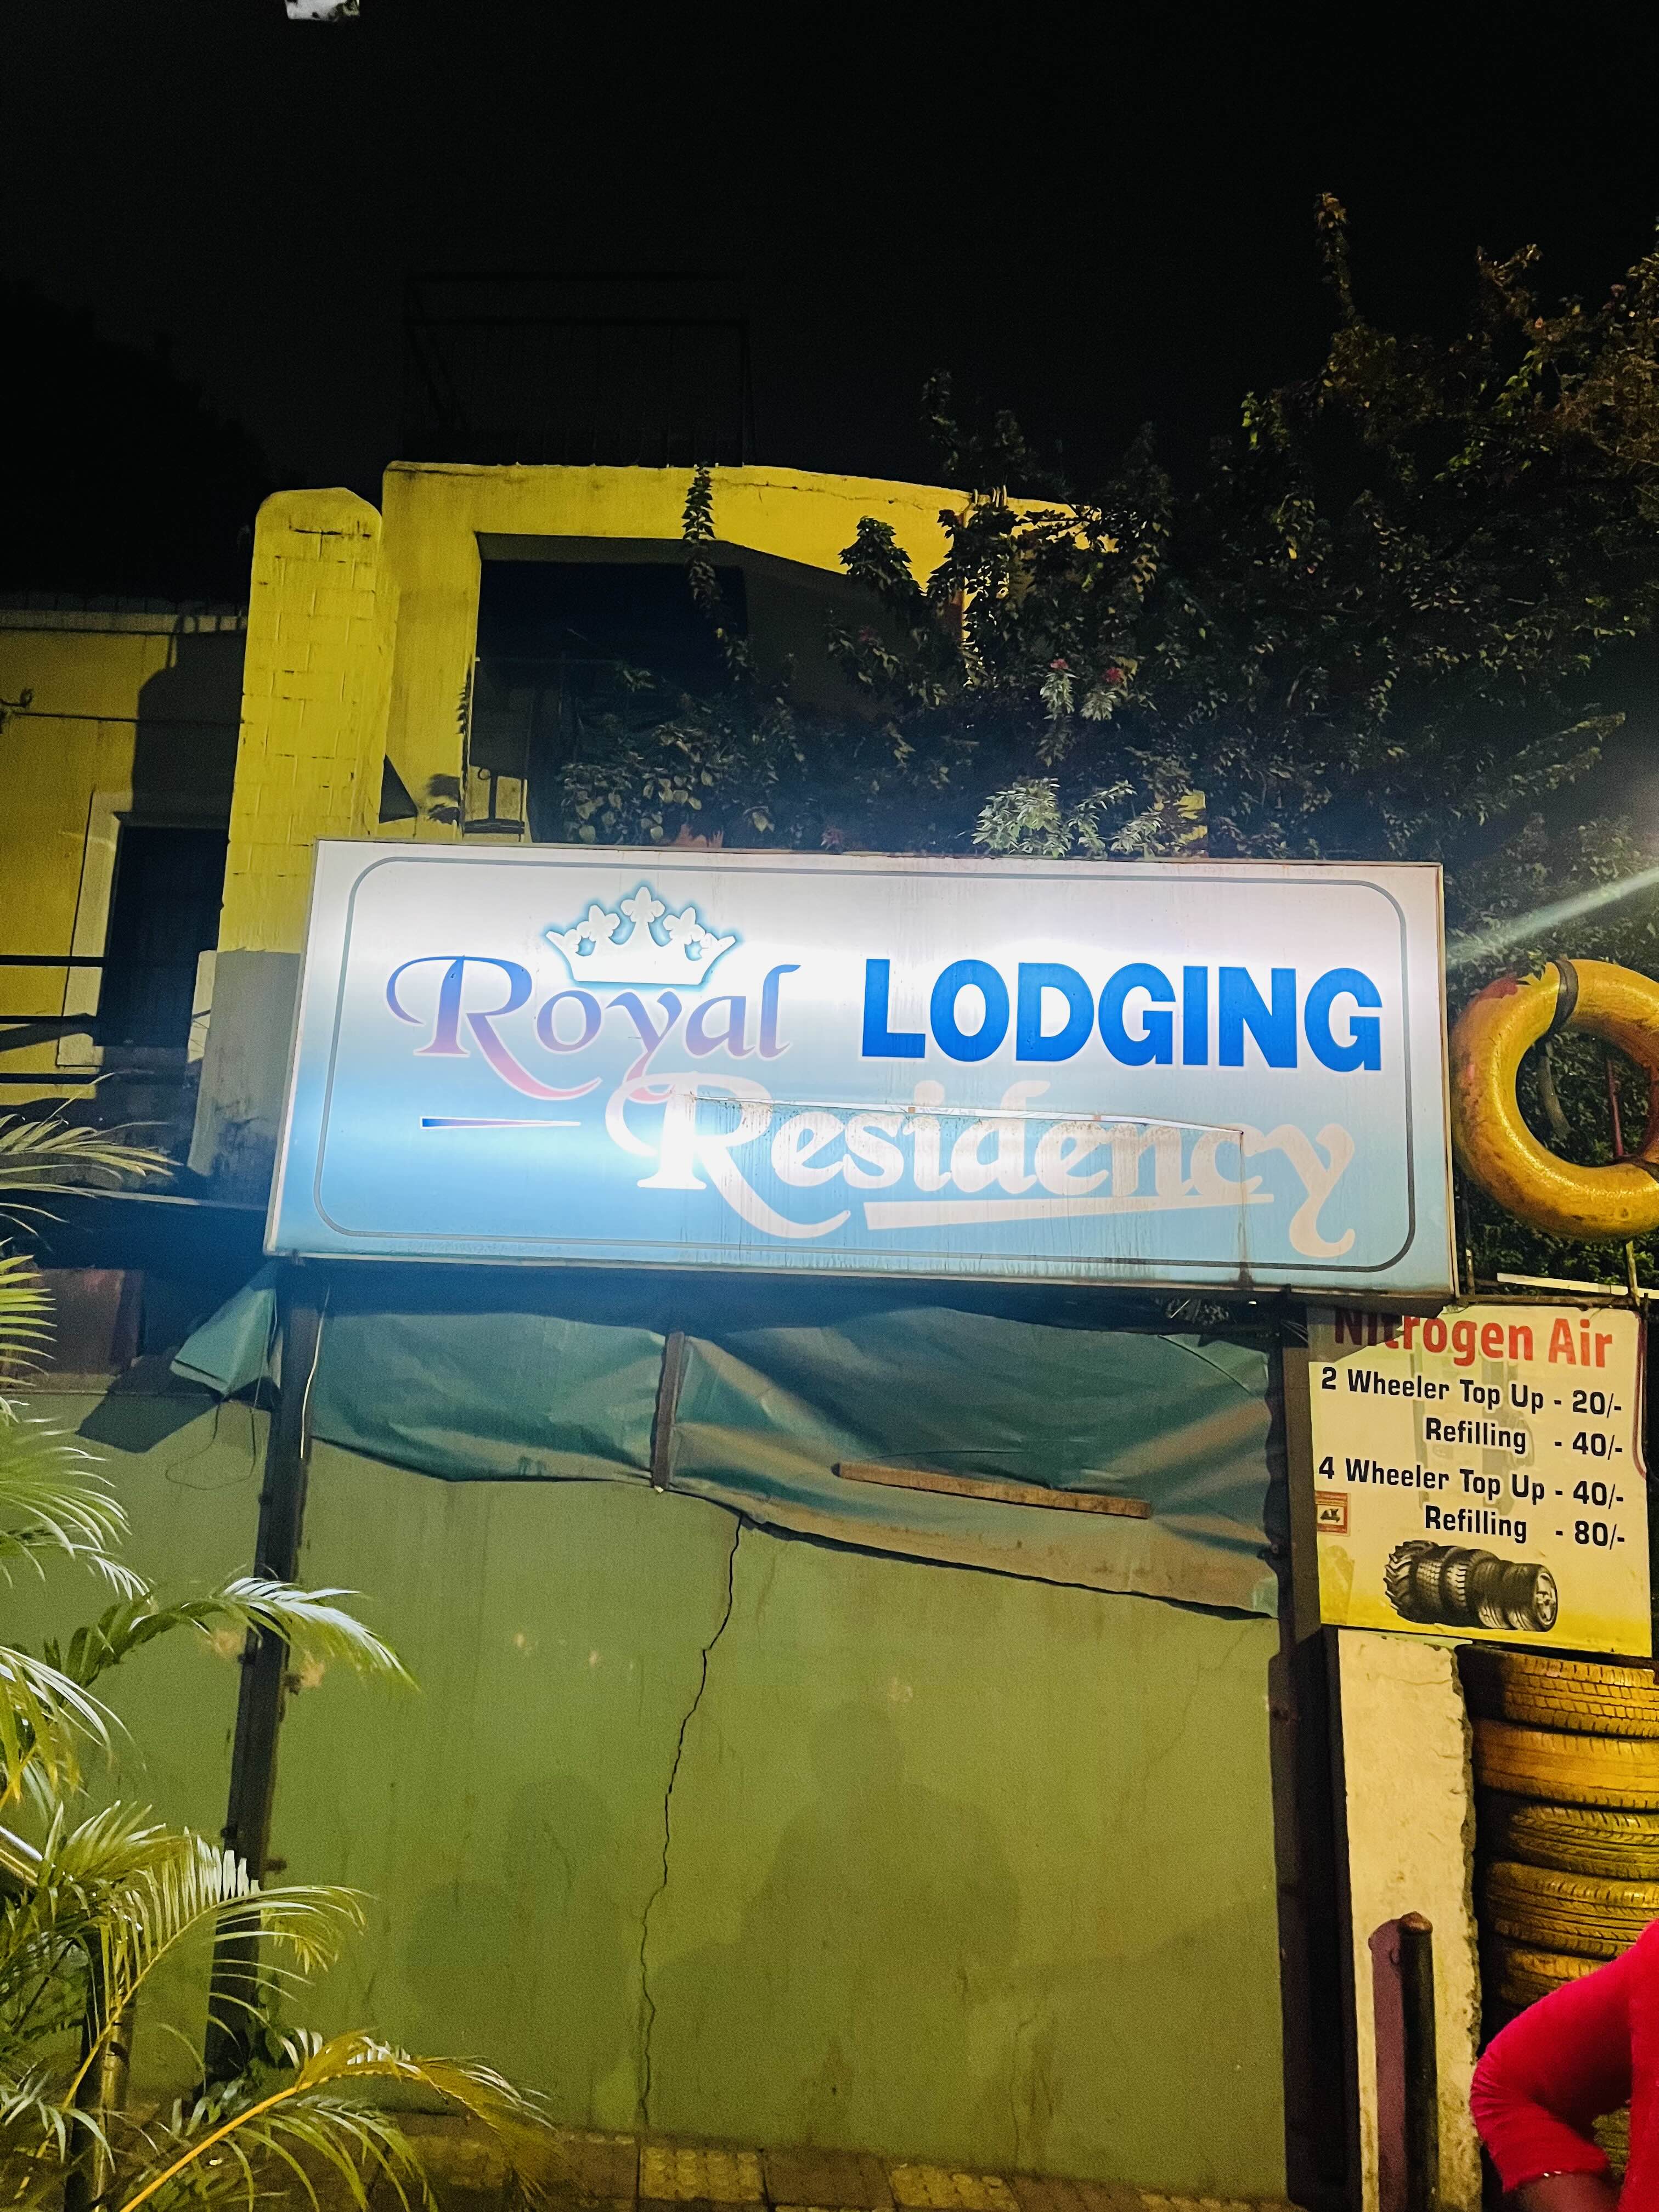 Royal LODGING
Residency
Nitrogen Air
2 Wheeler Top Up - 20/-
Refilling - 40/-
4 Wheeler Top Up - 40/-
Refilling - 80/-